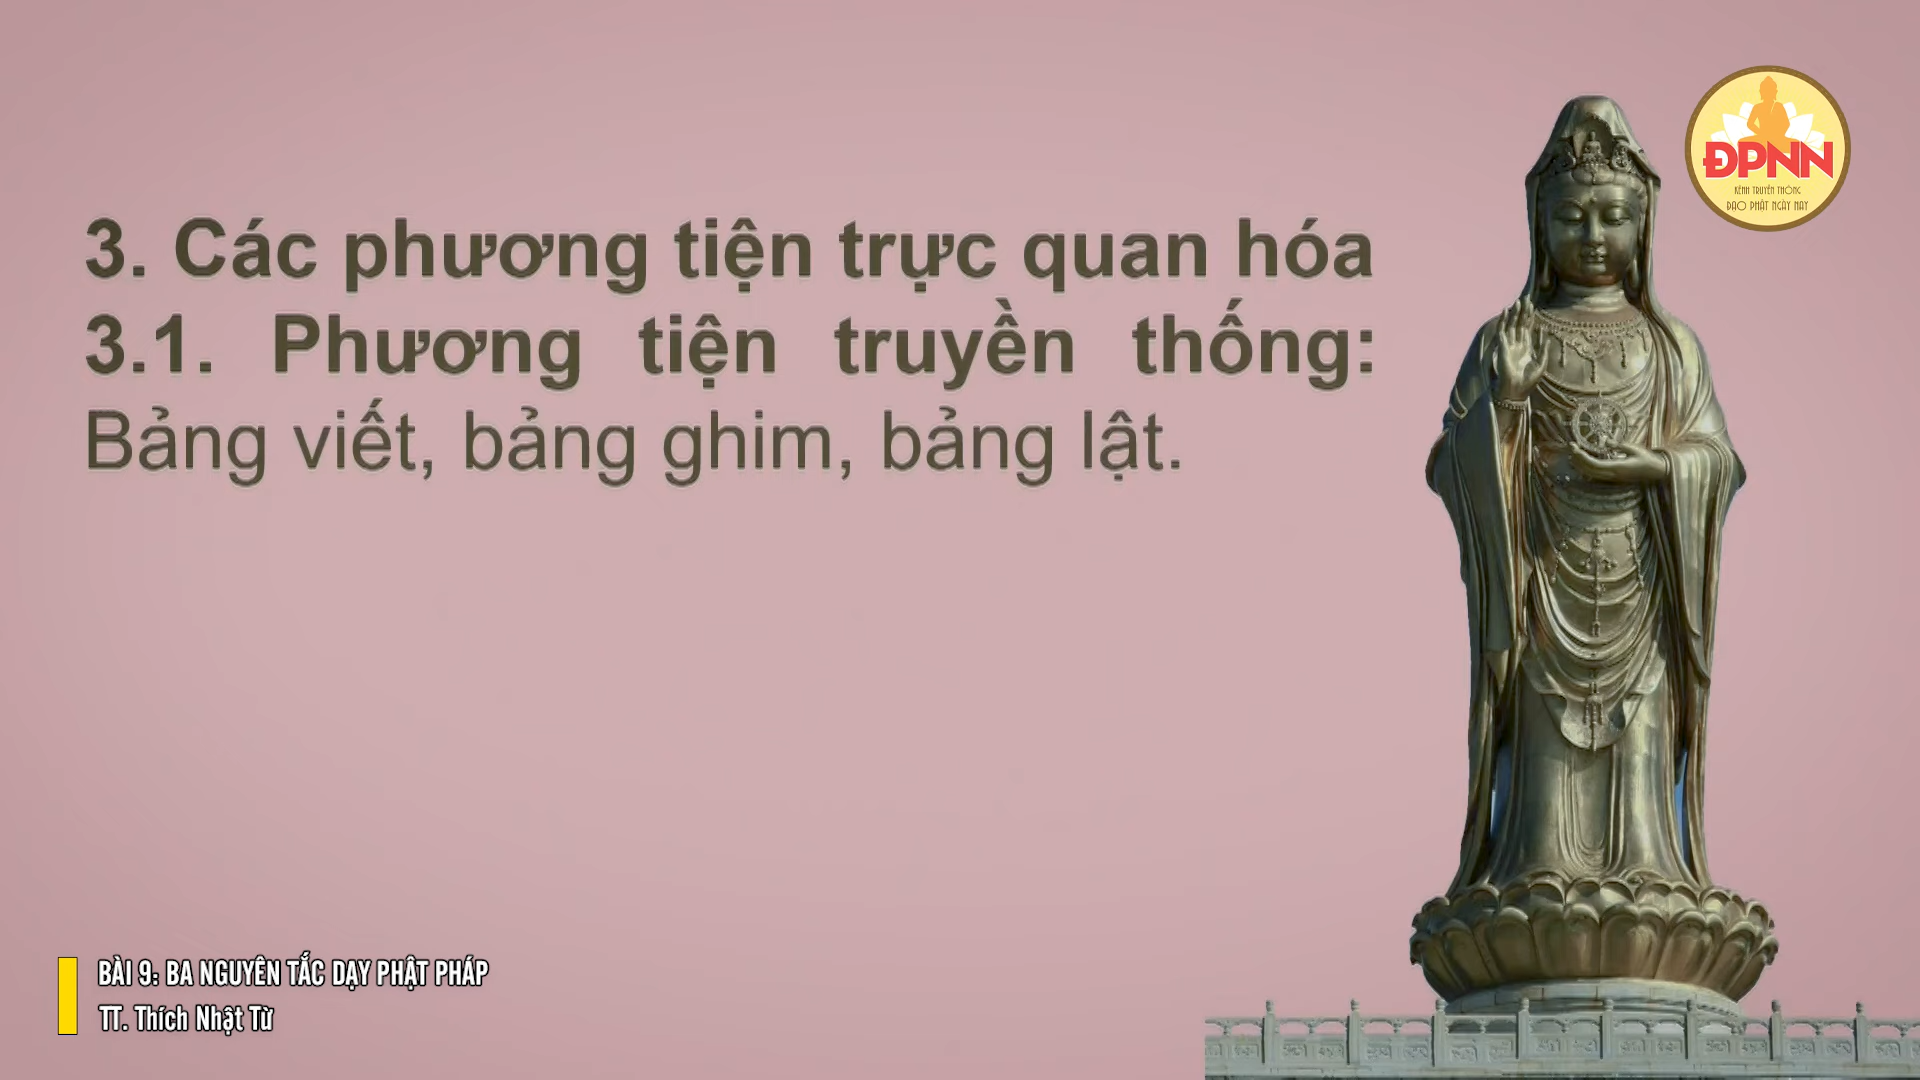 3. Các phương tiện trực quan hóa
3.1. Phương tiện truyền thống:
Bảng viết, bảng ghim, bảng lật.
ĐPNN
KÊNH TRUYỀN THÔNG
ĐẠO PHẬT NGÀY NAY
BÀI 9: BA NGUYÊN TẮC DẠY PHẬT PHÁP
TT. Thích Nhật Từ